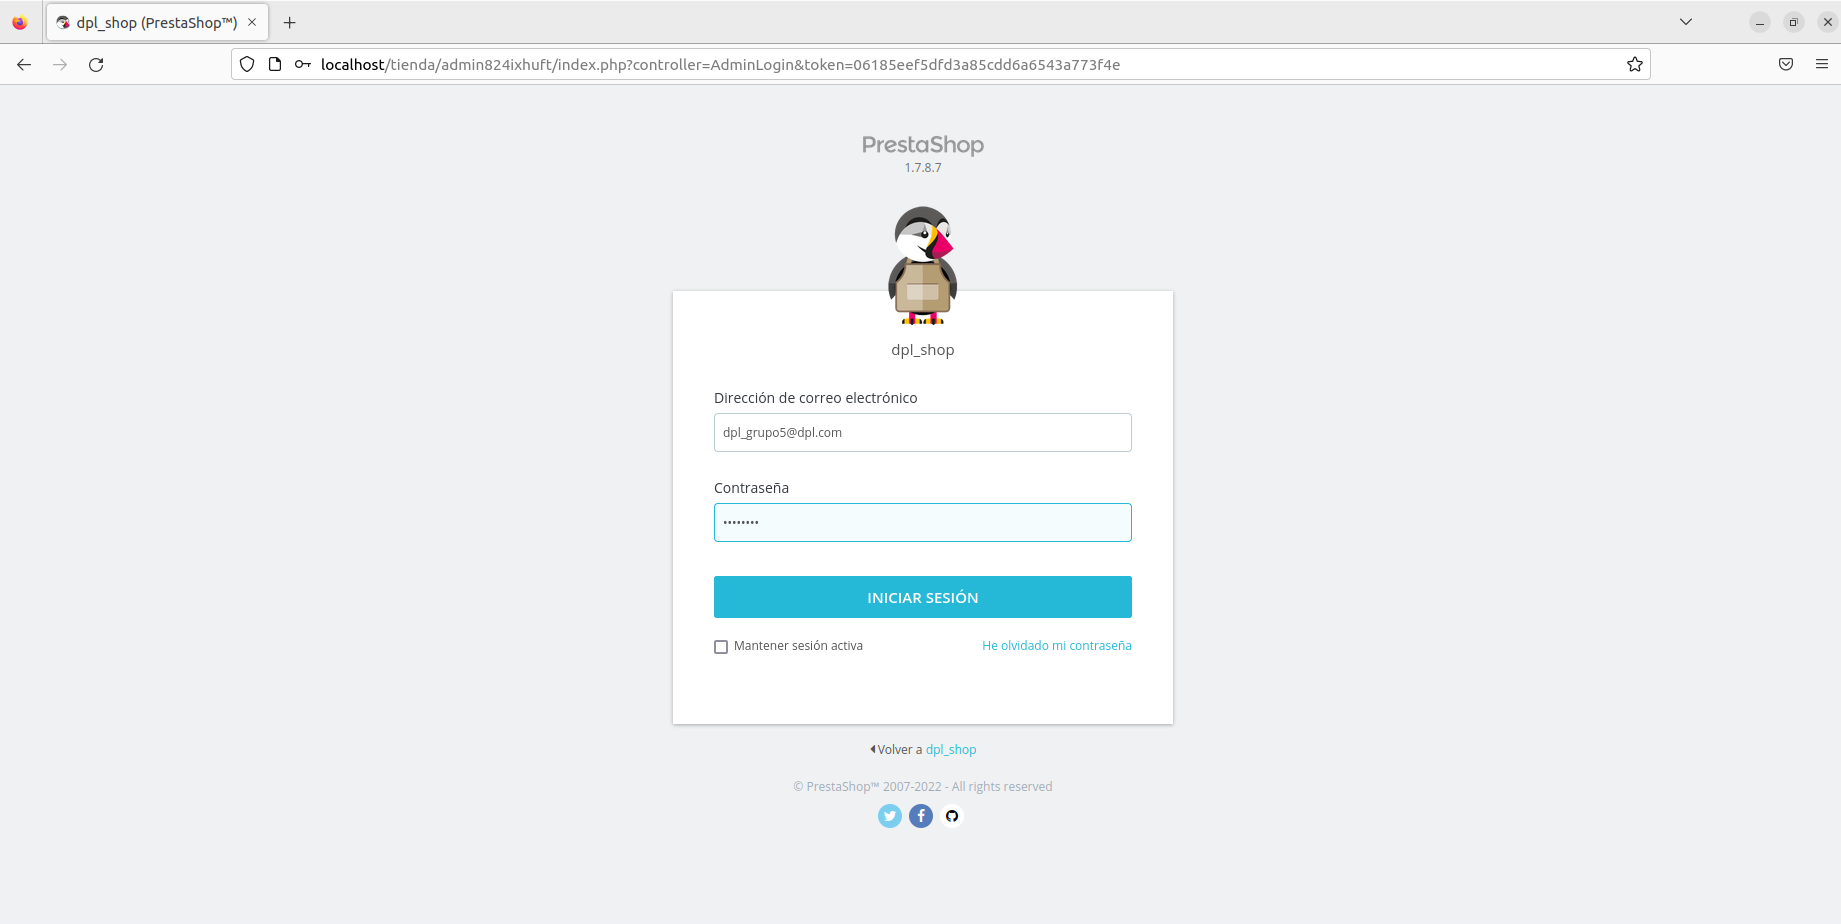 dpl_shop (PrestaShop™)
localhost/tienda/admin824ixhuft/index.php?controller=AdminLogin&token=06185eef5dfd3a85cdd6a6543a773f4e
PrestaShop
1.7.8.7
dpl_shop
Dirección de correo electrónico
dpl_grupo5@dpl.com
Contraseña
••••••••
INICIAR SESIÓN
Mantener sesión activa He olvidado mi contraseña
Volver a dpl_shop
© PrestaShop™ 2007-2022 - All rights reserved